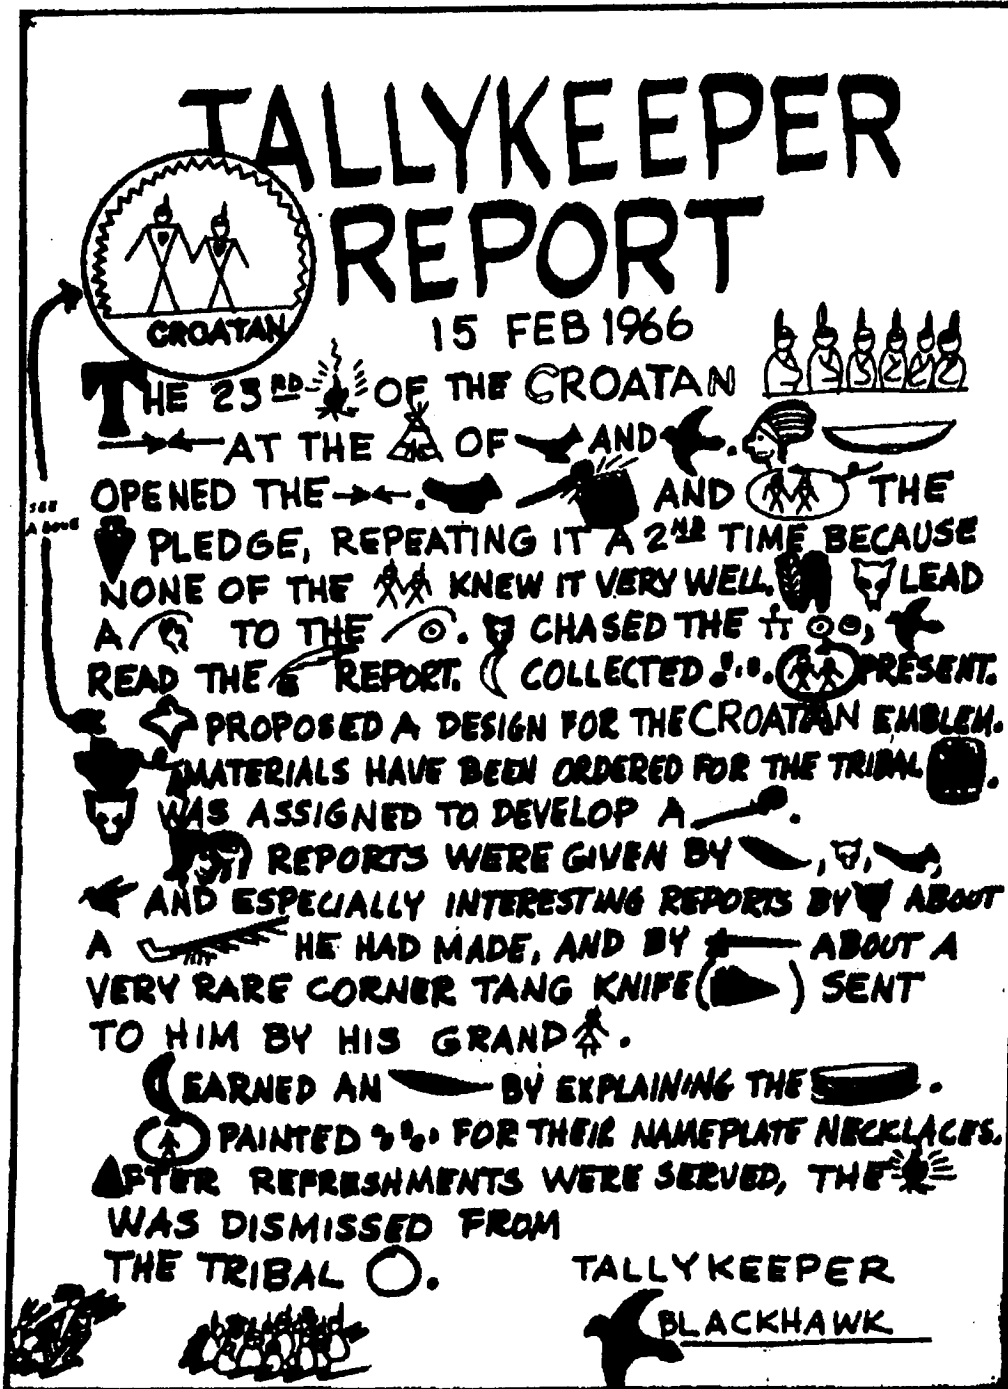 TALLYKEEPER
REPORT
CROATAN
15 FEB 1966
THE 23RD OF THE CROATAN
AT THE OF AND .
OPENED THE . AND THE
SEE
ABOVE
PLEDGE, REPEATING IT A 2ND TIME BECAUSE
NONE OF THE KNEW IT VERY WELL. LEAD
A TO THE . CHASED THE ,
READ THE REPORT. COLLECTED . PRESENT.
PROPOSED A DESIGN FOR THE CROATAN EMBLEM.
MATERIALS HAVE BEEN ORDERED FOR THE TRIBAL .
WAS ASSIGNED TO DEVELOP A .
REPORTS WERE GIVEN BY , , ,
AND ESPECIALLY INTERESTING REPORTS BY ABOUT
A HE HAD MADE, AND BY ABOUT A
VERY RARE CORNER TANG KNIFE ( ) SENT
TO HIM BY HIS GRAND .
EARNED AN BY EXPLAINING THE .
PAINTED FOR THEIR NAMEPLATE NECKLACES.
AFTER REFRESHMENTS WERE SERVED, THE
WAS DISMISSED FROM
THE TRIBAL .
TALLYKEEPER
BLACKHAWK